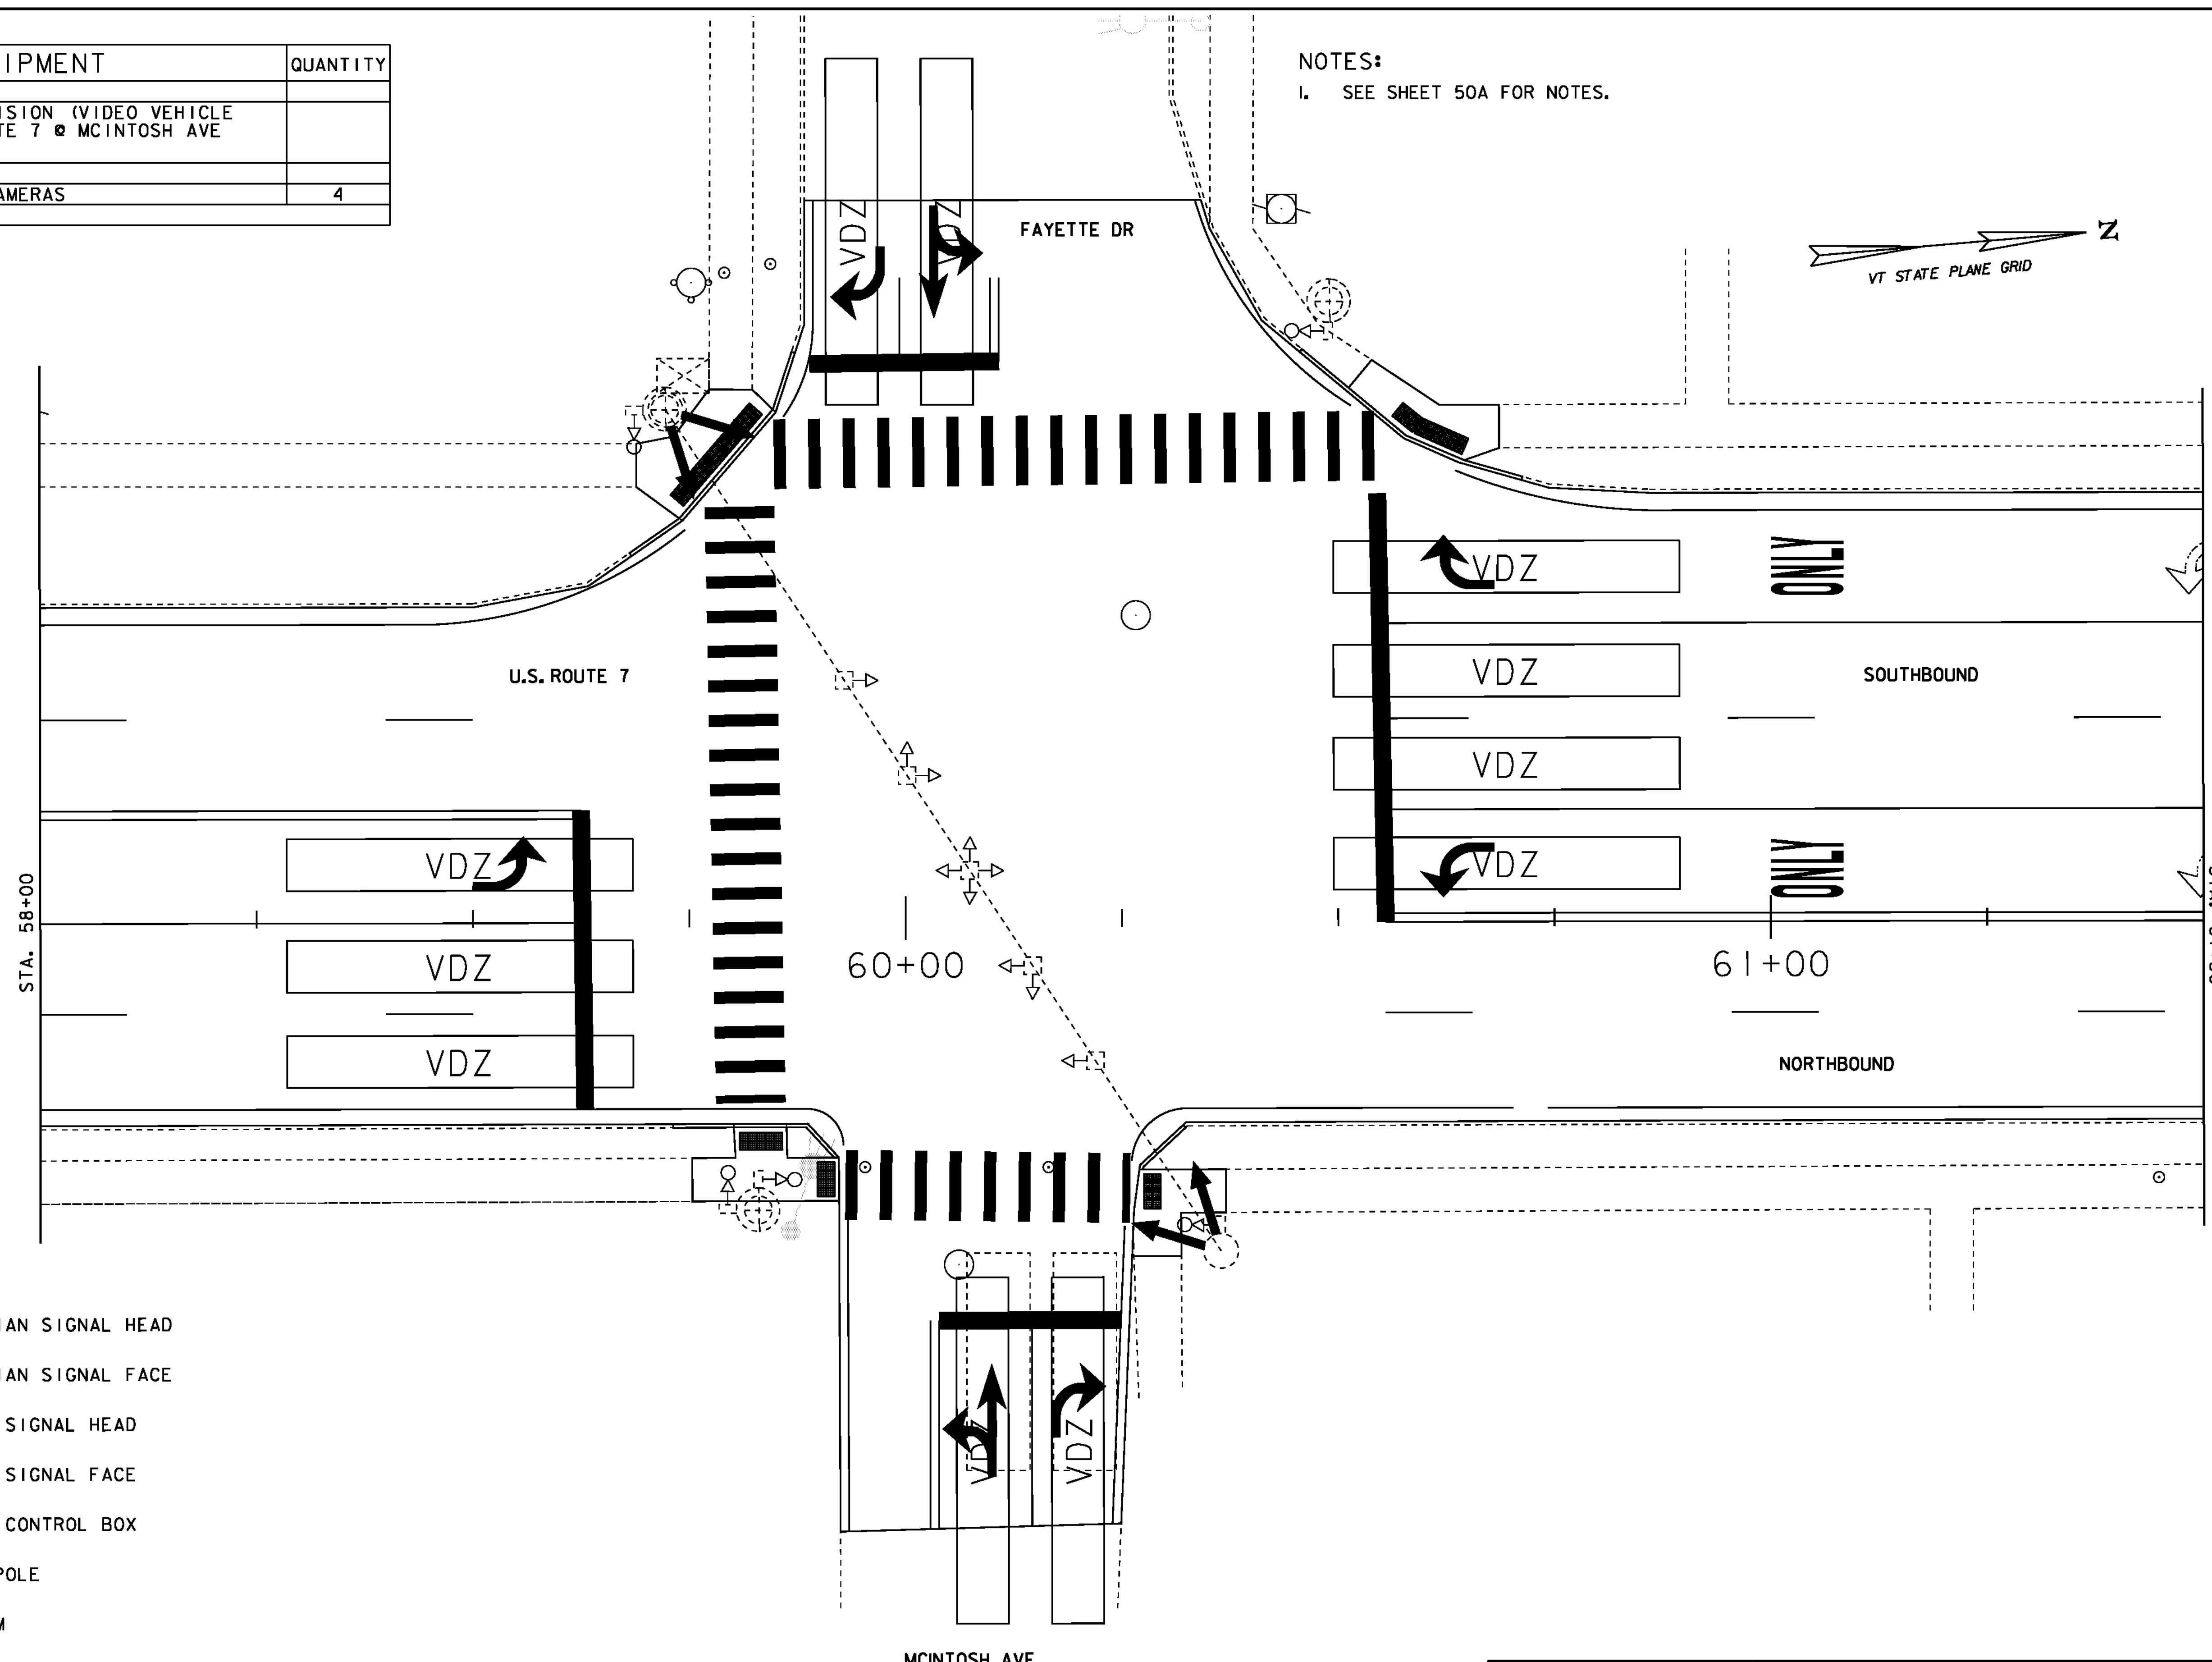 IPMENT QUANTITY
ISION (VIDEO VEHICLE
TE 7 @ MCINTOSH AVE
AMERAS 4
NOTES:
1. SEE SHEET 50A FOR NOTES.
VDZ
VDZ
FAYETTE DR
Z
VT STATE PLANE GRID
VDZ
ONLY
U.S. ROUTE 7
VDZ
SOUTHBOUND
VDZ
VDZ
VDZ
ONLY
STA. 58+00
VDZ
60+00
61+00
VDZ
NORTHBOUND
IAN SIGNAL HEAD
IAN SIGNAL FACE
SIGNAL HEAD
SIGNAL FACE
CONTROL BOX
POLE
M
VDZ
VDZ
MCINTOSH AVE